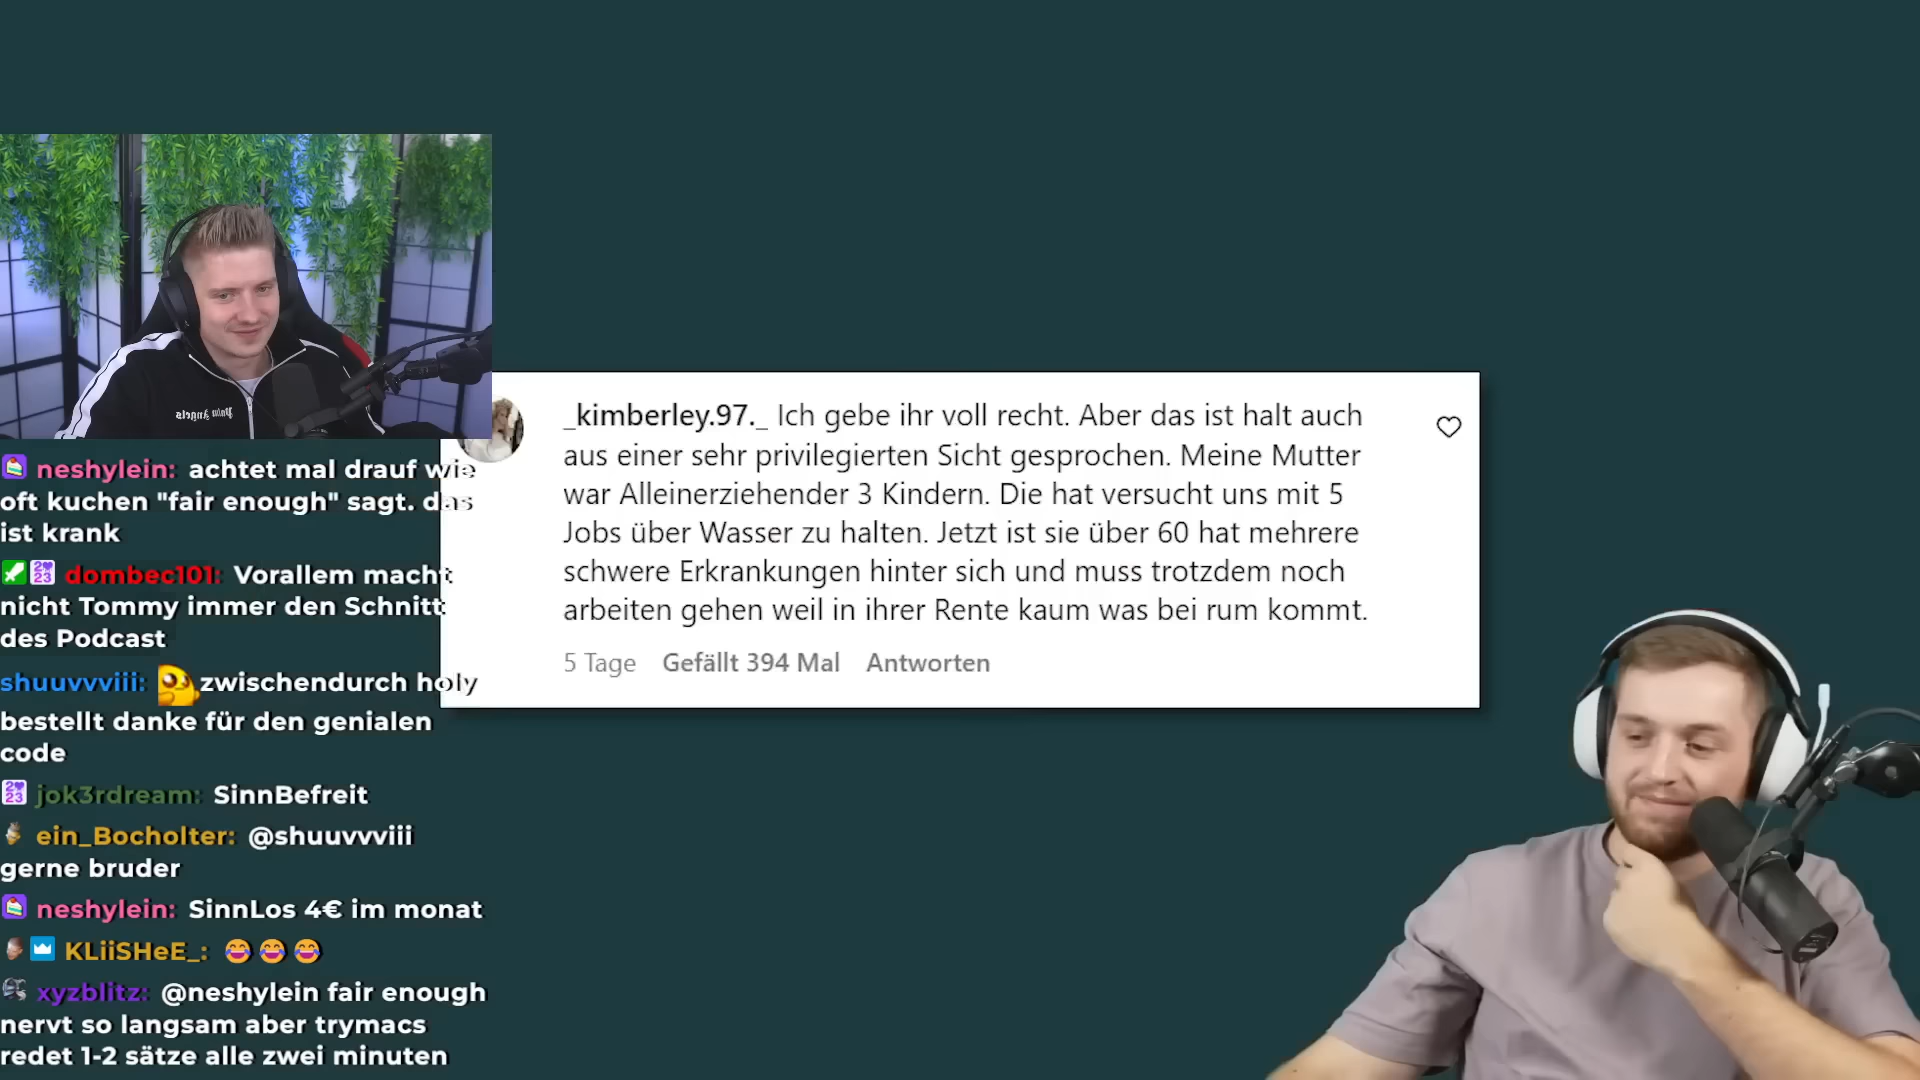 Palm Angels
neshylein: achtet mal drauf wie
oft kuchen "fair enough" sagt. das
ist krank
dombec101: Vorallem macht
nicht Tommy immer den Schnitt
des Podcast
shuuvvviii: zwischendurch holy
bestellt danke für den genialen
code
jok3rdream: SinnBefreit
ein_Bocholter: @shuuvvviii
gerne bruder
neshylein: SinnLos 4€ im monat
KLiiSHeE_: 😂 😂 😂
xyzblitz: @neshylein fair enough
nervt so langsam aber trymacs
redet 1-2 sätze alle zwei minuten
_kimberley.97._ Ich gebe ihr voll recht. Aber das ist halt auch
aus einer sehr privilegierten Sicht gesprochen. Meine Mutter
war Alleinerziehender 3 Kindern. Die hat versucht uns mit 5
Jobs über Wasser zu halten. Jetzt ist sie über 60 hat mehrere
schwere Erkrankungen hinter sich und muss trotzdem noch
arbeiten gehen weil in ihrer Rente kaum was bei rum kommt.
5 Tage Gefällt 394 Mal Antworten